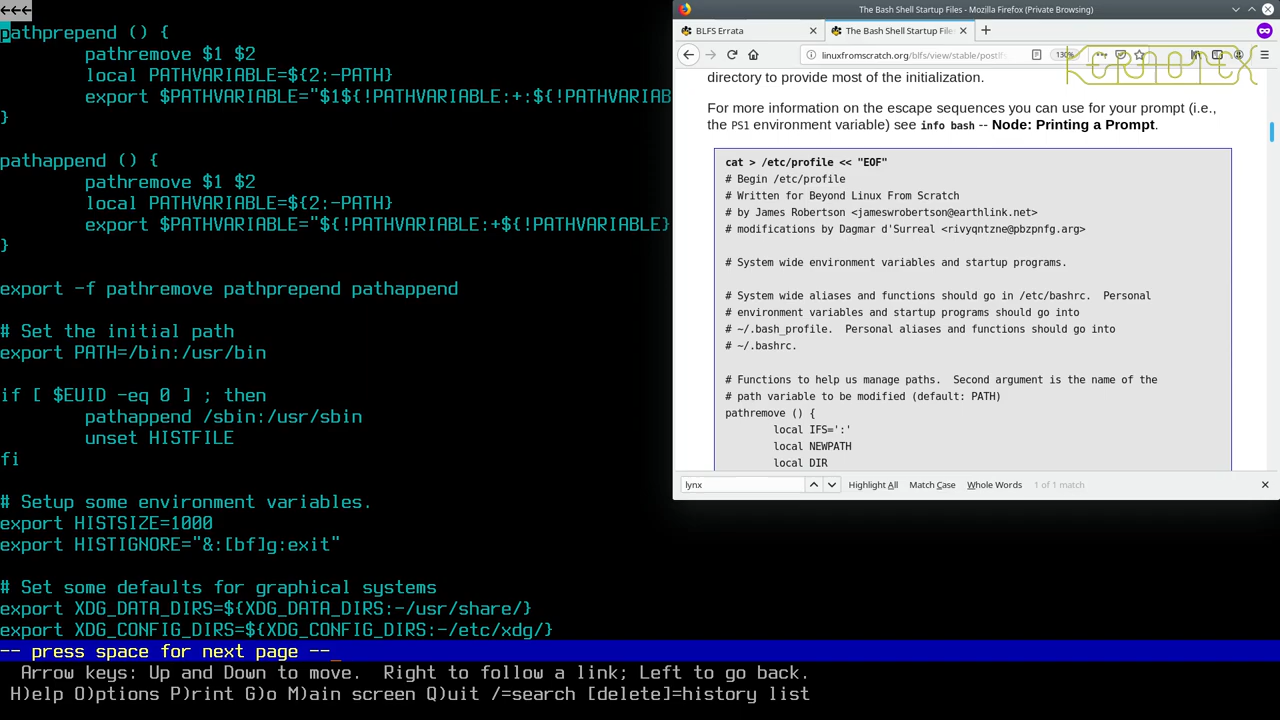 ←←←
pathprepend () {
pathremove $1 $2
local PATHVARIABLE=${2:-PATH}
export $PATHVARIABLE="$1${!PATHVARIABLE:+:${!PATHVARIAB
}
pathappend () {
pathremove $1 $2
local PATHVARIABLE=${2:-PATH}
export $PATHVARIABLE="${!PATHVARIABLE:+${!PATHVARIABLE}
}
export -f pathremove pathprepend pathappend
# Set the initial path
export PATH=/bin:/usr/bin
if [ $EUID -eq 0 ] ; then
pathappend /sbin:/usr/sbin
unset HISTFILE
fi
# Setup some environment variables.
export HISTSIZE=1000
export HISTIGNORE="&:[bf]g:exit"
# Set some defaults for graphical systems
export XDG_DATA_DIRS=${XDG_DATA_DIRS:-/usr/share/}
export XDG_CONFIG_DIRS=${XDG_CONFIG_DIRS:-/etc/xdg/}
-- press space for next page --
Arrow keys: Up and Down to move.  Right to follow a link; Left to go back.
H)elp O)ptions P)rint G)o M)ain screen Q)uit /=search [delete]=history list
The Bash Shell Startup Files - Mozilla Firefox (Private Browsing)
BLFS Errata
The Bash Shell Startup File
linuxfromscratch.org/blfs/view/stable/postlf
130%
KERNOTEX
directory to provide most of the initialization.
For more information on the escape sequences you can use for your prompt (i.e.,
the PS1 environment variable) see info bash -- Node: Printing a Prompt.
cat > /etc/profile << "EOF"
# Begin /etc/profile
# Written for Beyond Linux From Scratch
# by James Robertson <jameswrobertson@earthlink.net>
# modifications by Dagmar d'Surreal <rivyqntzne@pbzpnfg.arg>
# System wide environment variables and startup programs.
# System wide aliases and functions should go in /etc/bashrc.  Personal
# environment variables and startup programs should go into
# ~/.bash_profile.  Personal aliases and functions should go into
# ~/.bashrc.
# Functions to help us manage paths.  Second argument is the name of the
# path variable to be modified (default: PATH)
pathremove () {
local IFS=':'
local NEWPATH
local DIR
lynx
Highlight All
Match Case
Whole Words
1 of 1 match